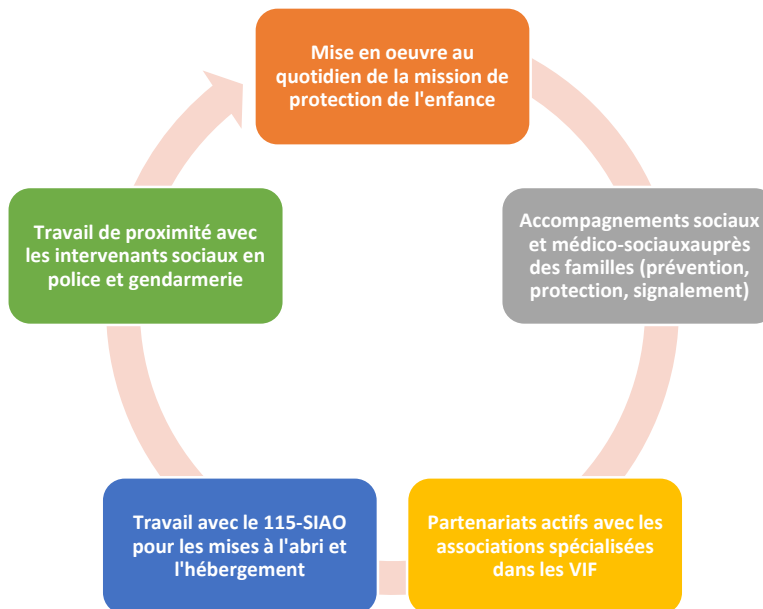 Mise en oeuvre au
quotidien de la mission de
protection de l'enfance
Accompagnements sociaux
et médico-sociauxauprès
des familles (prévention,
protection, signalement)
Partenariats actifs avec les
associations spécialisées
dans les VIF
Travail avec le 115-SIAO
pour les mises à l'abri et
l'hébergement
Travail de proximité avec
les intervenants sociaux en
police et gendarmerie